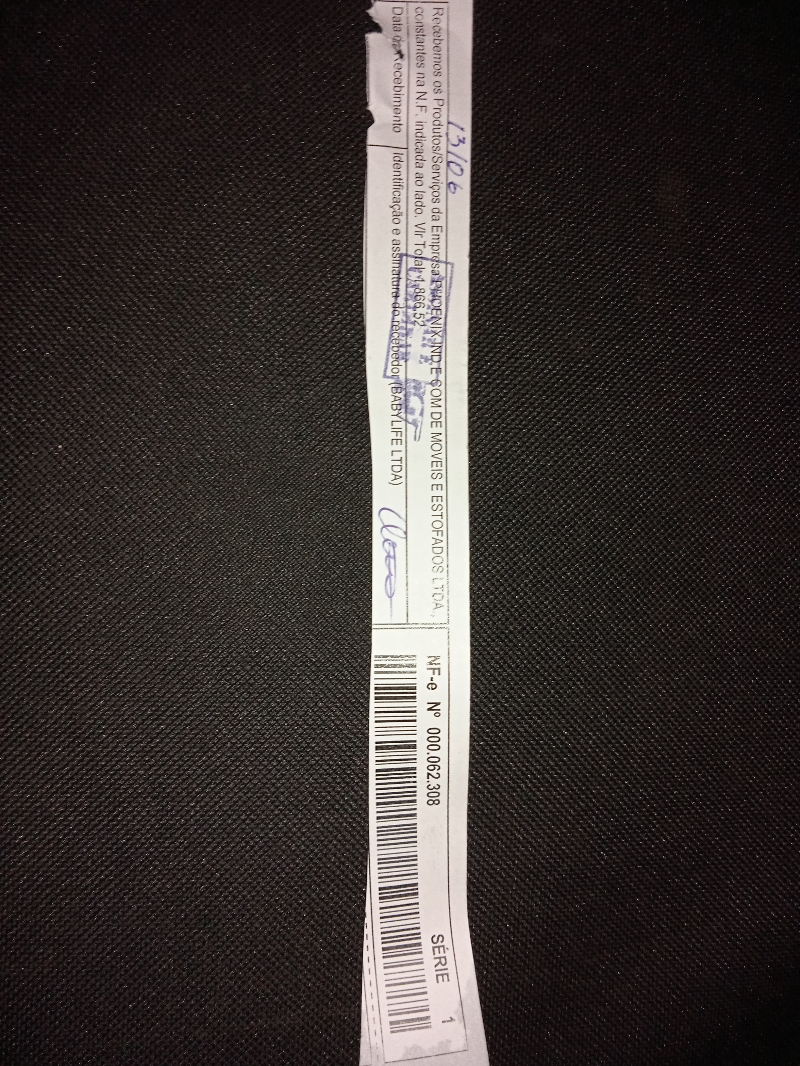 13/06
Recebemos os Produtos/Serviços da Empresa PHOENIX IND E COM DE MOVEIS E ESTOFADOS LTDA,
constantes na N.F. indicada ao lado. Vlr Total: 1.866,52
Data de Recebimento
Identificação e assinatura do recebedor (BABYLIFE LTDA)
NF-e Nº 000.062.308
SÉRIE 1